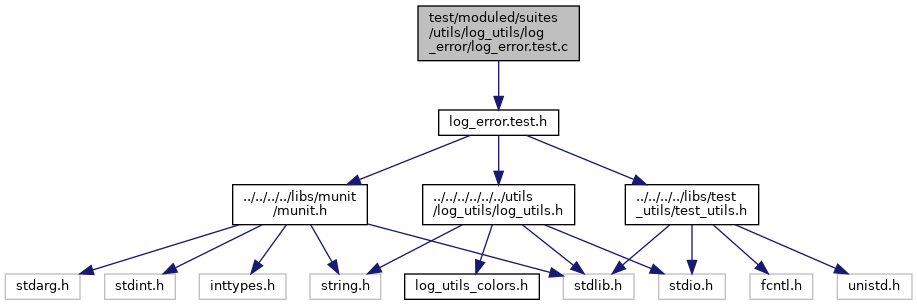 test/moduled/suites
/utils/log_utils/log
_error/log_error.test.c
log_error.test.h
../../../../libs/munit
/munit.h
../../../../../../utils
/log_utils/log_utils.h
../../../../libs/test
_utils/test_utils.h
stdarg.h
stdint.h
inttypes.h
string.h
log_utils_colors.h
stdlib.h
stdio.h
fcntl.h
unistd.h